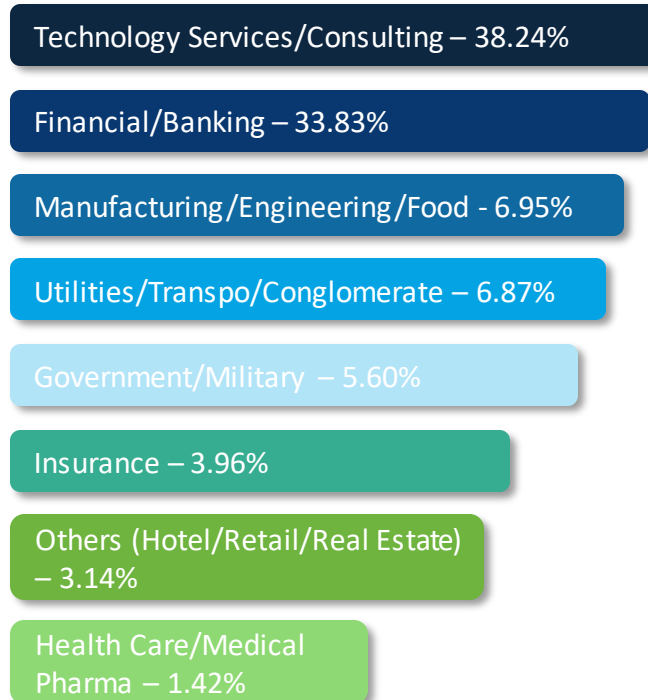 Technology Services/Consulting – 38.24%
Financial/Banking – 33.83%
Manufacturing/Engineering/Food - 6.95%
Utilities/Transpo/Conglomerate – 6.87%
Government/Military – 5.60%
Insurance – 3.96%
Others (Hotel/Retail/Real Estate)
– 3.14%
Health Care/Medical
Pharma – 1.42%